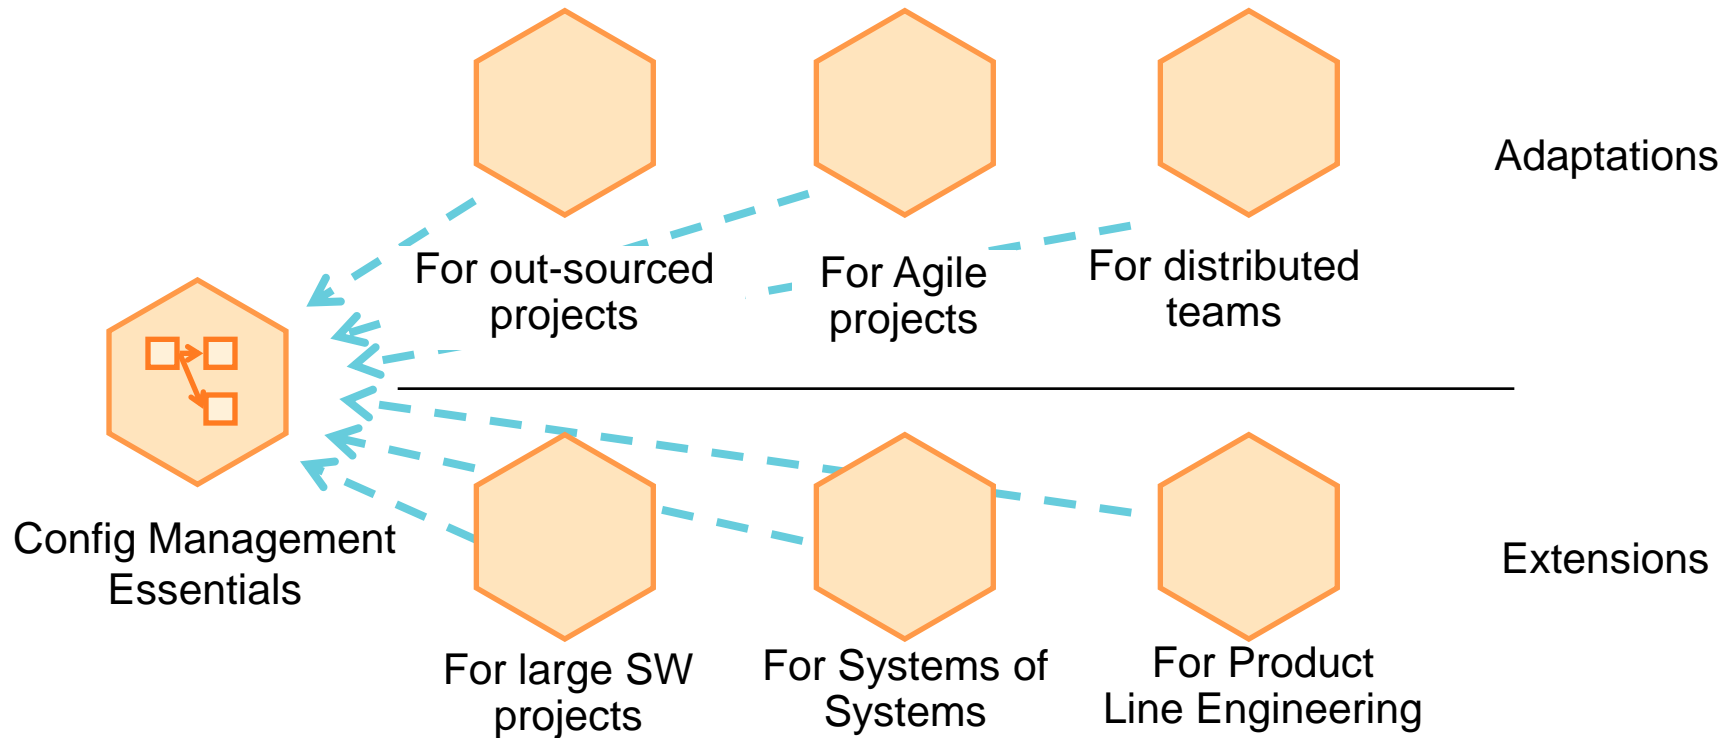 For out-sourced
projects
For Agile
projects
For distributed
teams
Adaptations
Config Management
Essentials
Extensions
For large SW
projects
For Systems of
Systems
For Product
Line Engineering